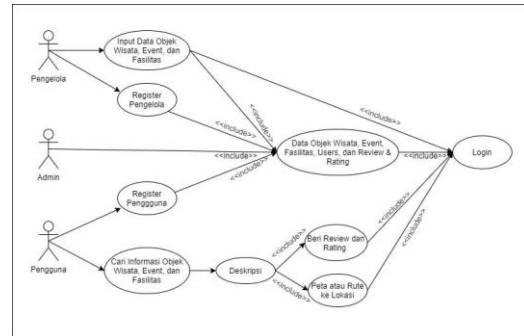 Input Data Objek
Wisata, Event, dan
Fasilitas
Pengelola
Register
Pengelola
<<include>>
<<include>>
<<include>>
Data Objek Wisata, Event,
Fasilitas, Users, dan Review &
Rating
<<include>>
Login
Admin
<<include>>
<<include>>
Register
Penggguna
Pengguna
Cari Informasi Objek
Wisata, Event, dan
Fasilitas
Deskripsi
<<include>>
Beri Review dan
Rating
<<include>>
<<include>>
Peta atau Rute
ke Lokasi
<<include>>